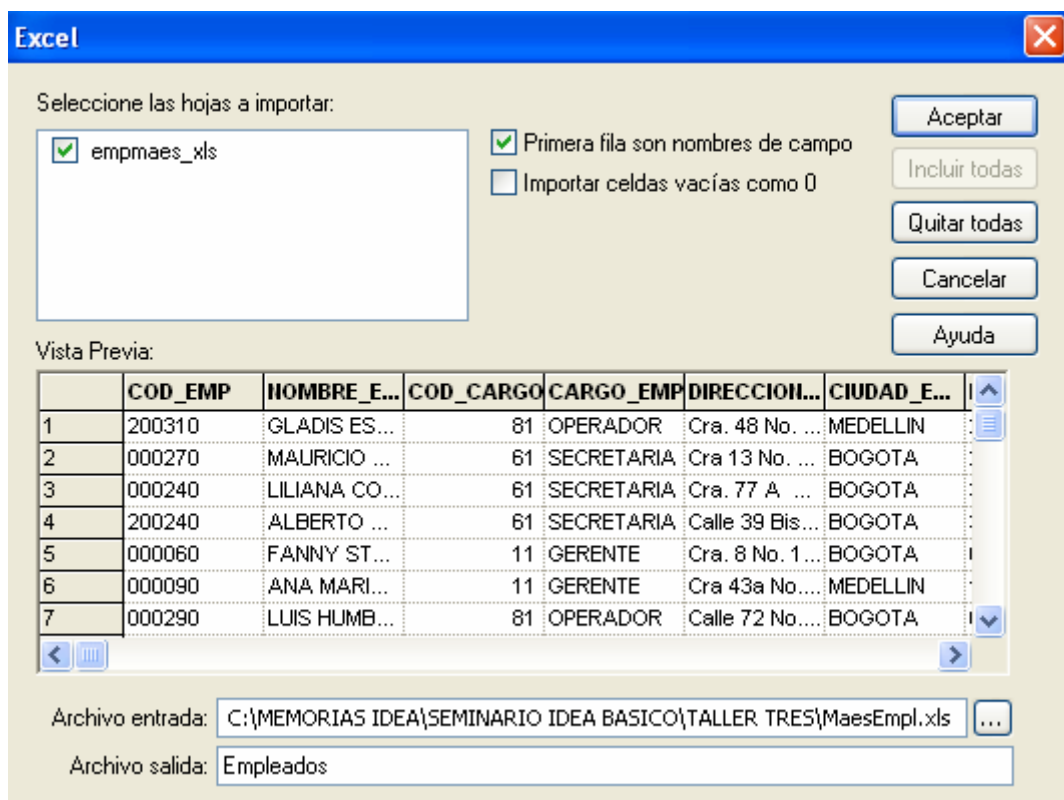 Excel
Seleccione las hojas a importar:
empmaes_xls
Primera fila son nombres de campo
Importar celdas vacías como 0
Aceptar
Incluir todas
Quitar todas
Cancelar
Ayuda
Vista Previa:
COD_EMP NOMBRE_E... COD_CARGO CARGO_EMP DIRECCION... CIUDAD_E...
1 200310 GLADIS ES... 81 OPERADOR Cra. 48 No. ... MEDELLIN
2 000270 MAURICIO ... 61 SECRETARIA Cra 13 No. ... BOGOTA
3 000240 LILIANA CO... 61 SECRETARIA Cra. 77 A ... BOGOTA
4 200240 ALBERTO ... 61 SECRETARIA Calle 39 Bis... BOGOTA
5 000060 FANNY ST... 11 GERENTE Cra. 8 No. 1... BOGOTA
6 000090 ANA MARI... 11 GERENTE Cra 43a No.... MEDELLIN
7 000290 LUIS HUMB... 81 OPERADOR Calle 72 No.... BOGOTA
Archivo entrada: C:\MEMORIAS IDEA\SEMINARIO IDEA BASICO\TALLER TRES\MaesEmpl.xls ...
Archivo salida: Empleados